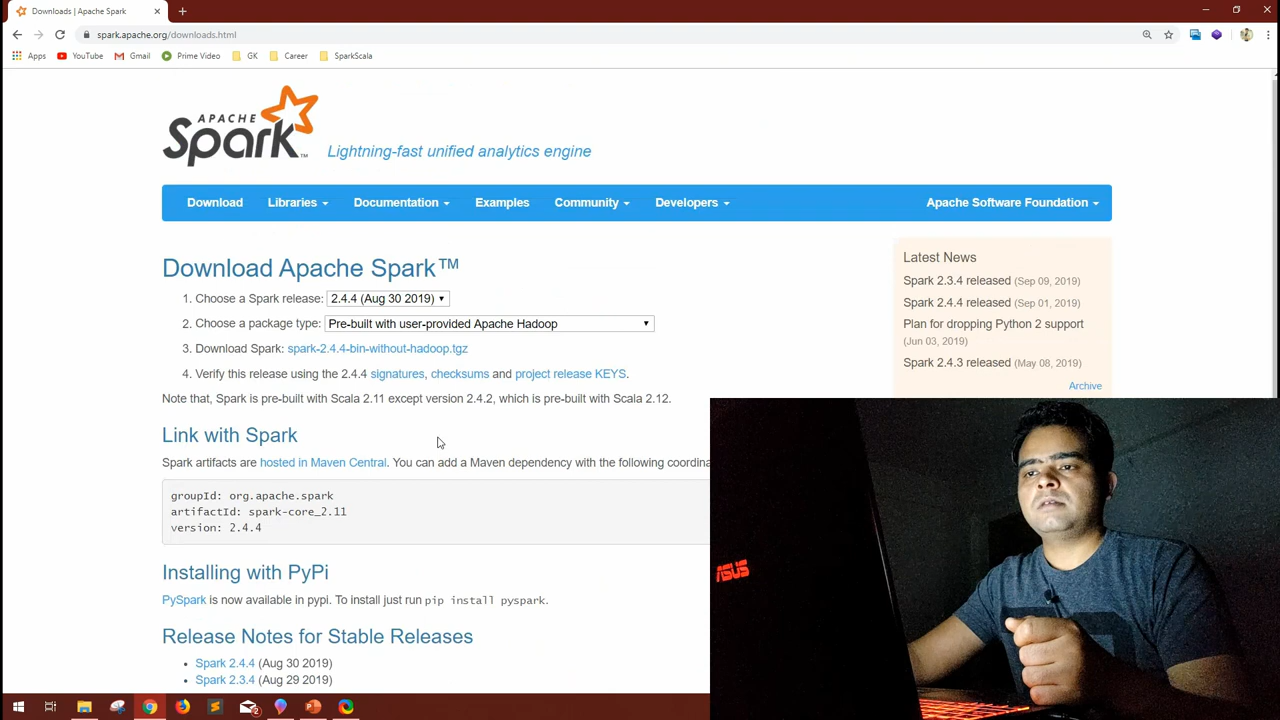 Downloads | Apache Spark
spark.apache.org/downloads.html
Apps YouTube Gmail Prime Video GK Career SparkScala
APACHE
Spark™
Lightning-fast unified analytics engine
Download Libraries Documentation Examples Community Developers Apache Software Foundation
Download Apache Spark™
1. Choose a Spark release: 2.4.4 (Aug 30 2019)
2. Choose a package type: Pre-built with user-provided Apache Hadoop
3. Download Spark: spark-2.4.4-bin-without-hadoop.tgz
4. Verify this release using the 2.4.4 signatures, checksums and project release KEYS.
Note that, Spark is pre-built with Scala 2.11 except version 2.4.2, which is pre-built with Scala 2.12.
Latest News
Spark 2.3.4 released (Sep 09, 2019)
Spark 2.4.4 released (Sep 01, 2019)
Plan for dropping Python 2 support
(Jun 03, 2019)
Spark 2.4.3 released (May 08, 2019)
Archive
Link with Spark
Spark artifacts are hosted in Maven Central. You can add a Maven dependency with the following coordina
groupId: org.apache.spark
artifactId: spark-core_2.11
version: 2.4.4
Installing with PyPi
PySpark is now available in pypi. To install just run pip install pyspark.
Release Notes for Stable Releases
• Spark 2.4.4 (Aug 30 2019)
• Spark 2.3.4 (Aug 29 2019)
2
ASUS